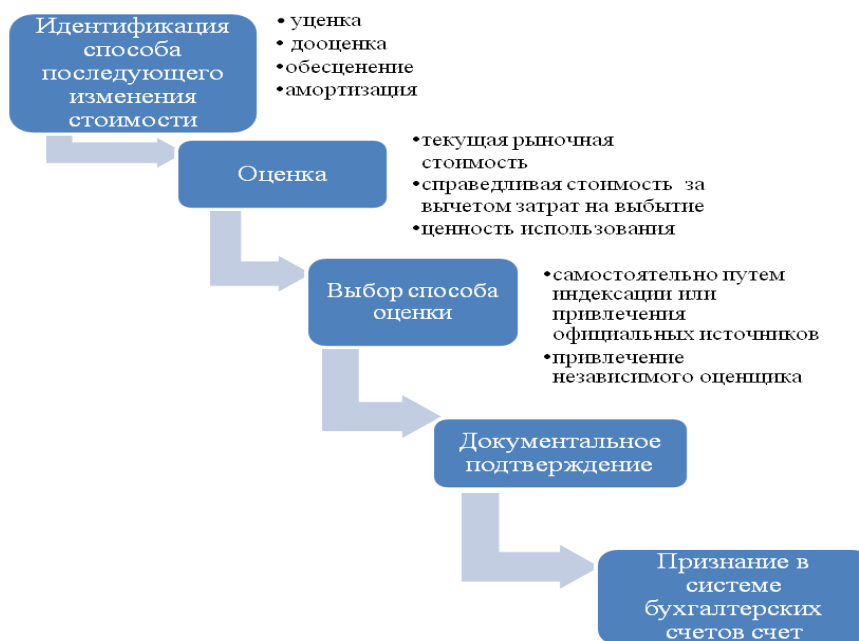 Идентификация
способа
последующего
изменения
стоимости
•уценка
•дооценка
•обесценение
•амортизация
Оценка
•текущая рыночная
стоимость
•справедливая стоимость за
вычетом затрат на выбытие
•ценность использования
Выбор способа
оценки
•самостоятельно путем
индексации или
привлечения
официальных источников
•привлечение
независимого оценщика
Документальное
подтверждение
Признание в
системе
бухгалтерских
счетов счет